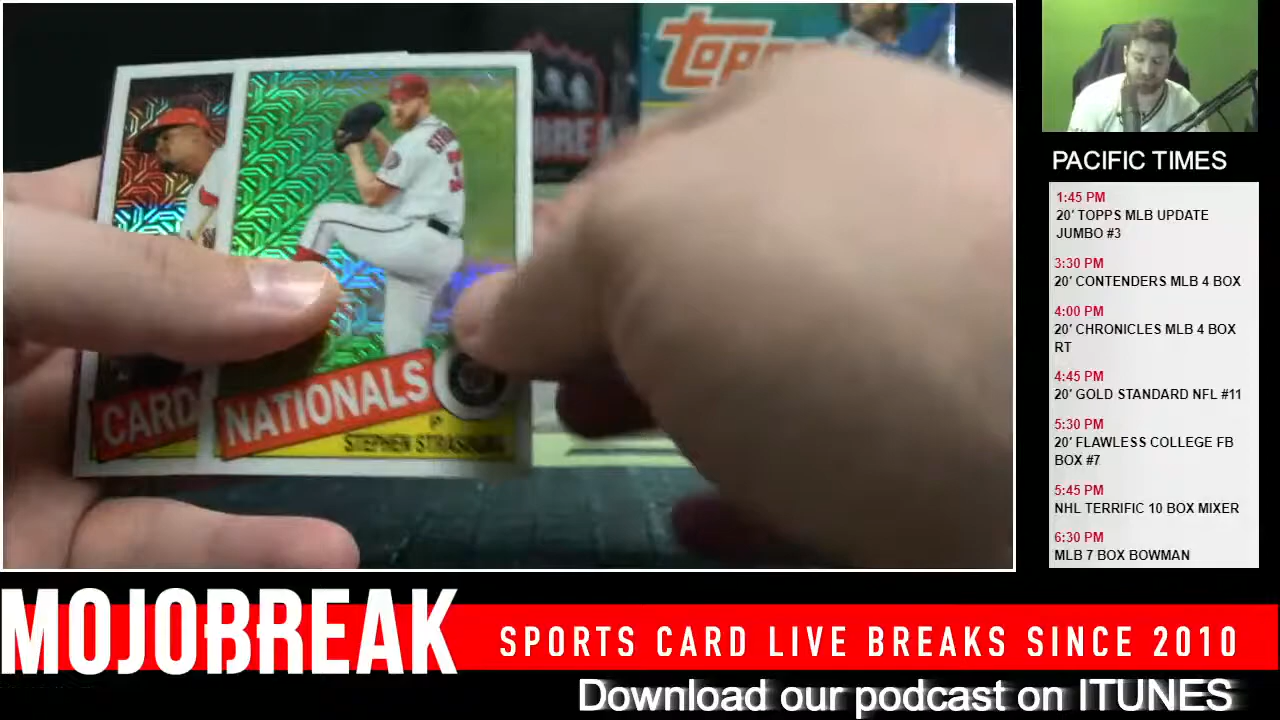 topps
BREA
CARD
NATIONALS
P
STEPHEN
PACIFIC TIMES
1:45 PM
20' TOPPS MLB UPDATE
JUMBO #3
3:30 PM
20' CONTENDERS MLB 4 BOX
4:00 PM
20' CHRONICLES MLB 4 BOX
RT
4:45 PM
20' GOLD STANDARD NFL #11
5:30 PM
20' FLAWLESS COLLEGE FB
BOX #7
5:45 PM
NHL TERRIFIC 10 BOX MIXER
6:30 PM
MLB 7 BOX BOWMAN
MOJOBREAK
SPORTS CARD LIVE BREAKS SINCE 2010
Download our podcast on ITUNES